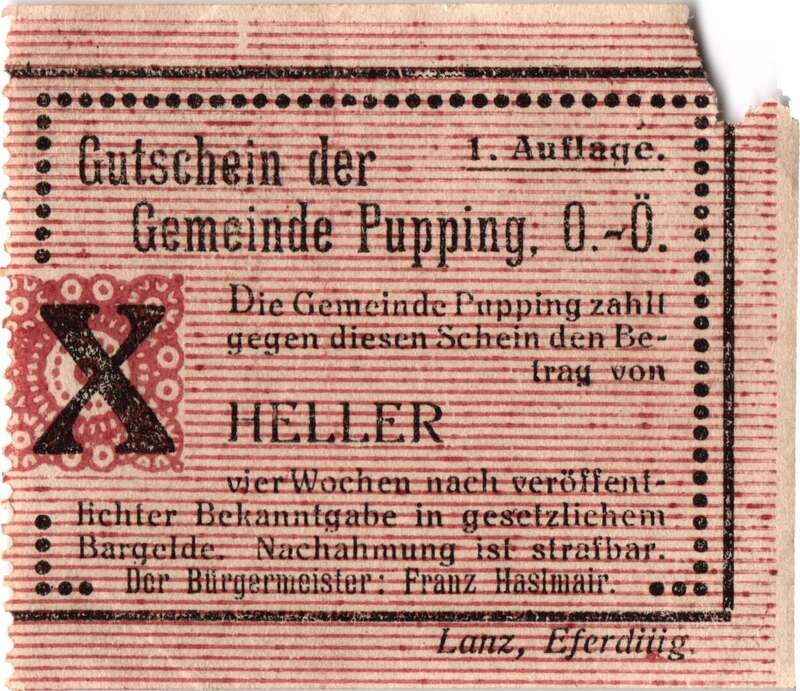 1. Auflage.
Gutschein der
Gemeinde Pupping, O.-Ö.
Die Gemeinde Pupping zahlt
gegen diesen Schein den Be-
trag von
X
HELLER
vier Wochen nach veröffent-
lichter Bekanntgabe in gesetzlichem
Bargelde. Nachahmung ist strafbar.
Der Bürgermeister: Franz Haslmair.
Lanz, Eferding.